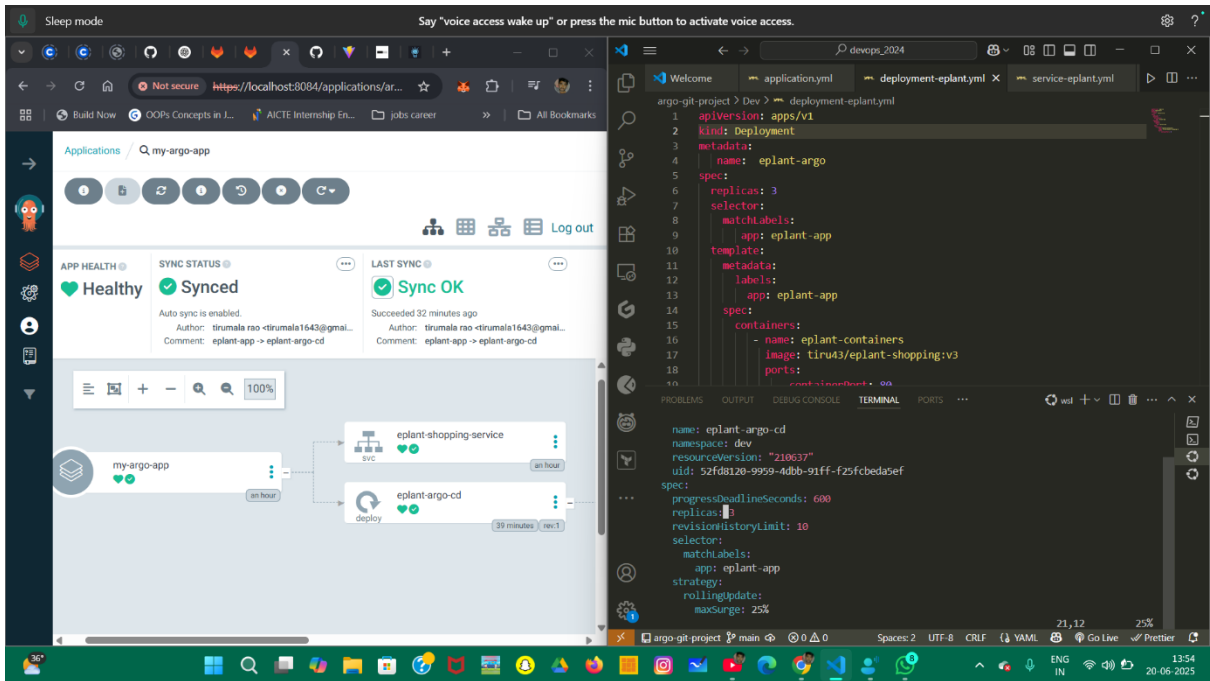 Sleep mode
Say "voice access wake up" or press the mic button to activate voice access.
Not secure
https://localhost:8084/applications/ar...
Build Now
OOPs Concepts in J...
AICTE Internship En...
jobs career
»
All Bookmarks
Applications / my-argo-app
Log out
APP HEALTH
Healthy
SYNC STATUS
Synced
Auto sync is enabled.
Author: tirumala rao <tirumala1643@gmai...
Comment: eplant-app -> eplant-argo-cd
LAST SYNC
Sync OK
Succeeded 32 minutes ago
Author: tirumala rao <tirumala1643@gmai...
Comment: eplant-app -> eplant-argo-cd
100%
my-argo-app
an hour
svc
eplant-shopping-service
an hour
deploy
eplant-argo-cd
39 minutes
rev:1
devops_2024
Welcome
application.yml
deployment-eplant.yml
service-eplant.yml
argo-git-project > Dev > deployment-eplant.yml
1 apiVersion: apps/v1
2 kind: Deployment
3 metadata:
4 name: eplant-argo
5 spec:
6 replicas: 3
7 selector:
8 matchLabels:
9 app: eplant-app
10 template:
11 metadata:
12 labels:
13 app: eplant-app
14 spec:
15 containers:
16 - name: eplant-containers
17 image: tiru43/eplant-shopping:v3
18 ports:
19 containerPort: 80
PROBLEMS
OUTPUT
DEBUG CONSOLE
TERMINAL
PORTS
wsl
name: eplant-argo-cd
namespace: dev
resourceVersion: "210637"
uid: 52fd8120-9959-4dbb-91ff-f25fcbeda5ef
spec:
progressDeadlineSeconds: 600
replicas: 3
revisionHistoryLimit: 10
selector:
matchLabels:
app: eplant-app
strategy:
rollingUpdate:
maxSurge: 25%
21,12
25%
argo-git-project
main
0
0
Spaces: 2
UTF-8
CRLF
YAML
Go Live
Prettier
36°
ENG
IN
13:54
20-06-2025